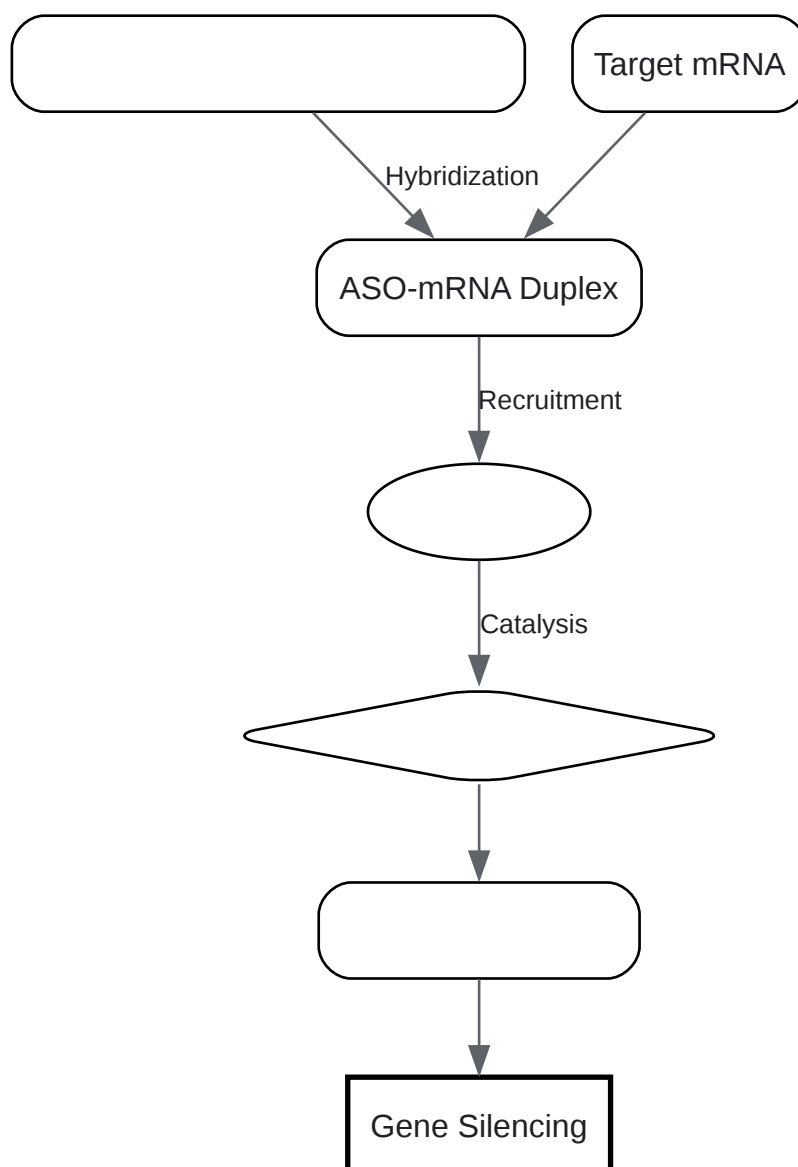 Target mRNA
Hybridization
ASO-mRNA Duplex
Recruitment
Catalysis
Gene Silencing